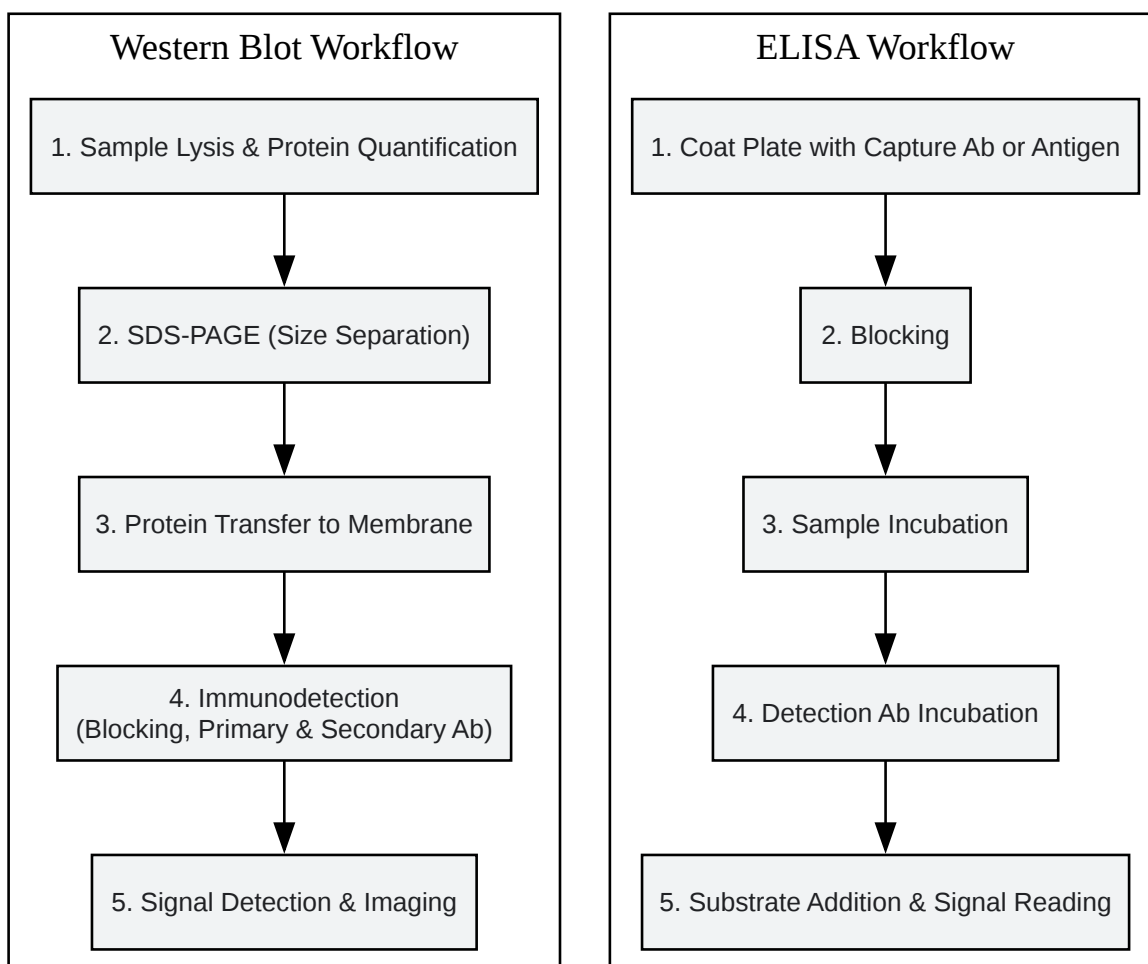 Western Blot Workflow
1. Sample Lysis & Protein Quantification
2. SDS-PAGE (Size Separation)
3. Protein Transfer to Membrane
4. Immunodetection
(Blocking, Primary & Secondary Ab)
5. Signal Detection & Imaging
ELISA Workflow
1. Coat Plate with Capture Ab or Antigen
2. Blocking
3. Sample Incubation
4. Detection Ab Incubation
5. Substrate Addition & Signal Reading